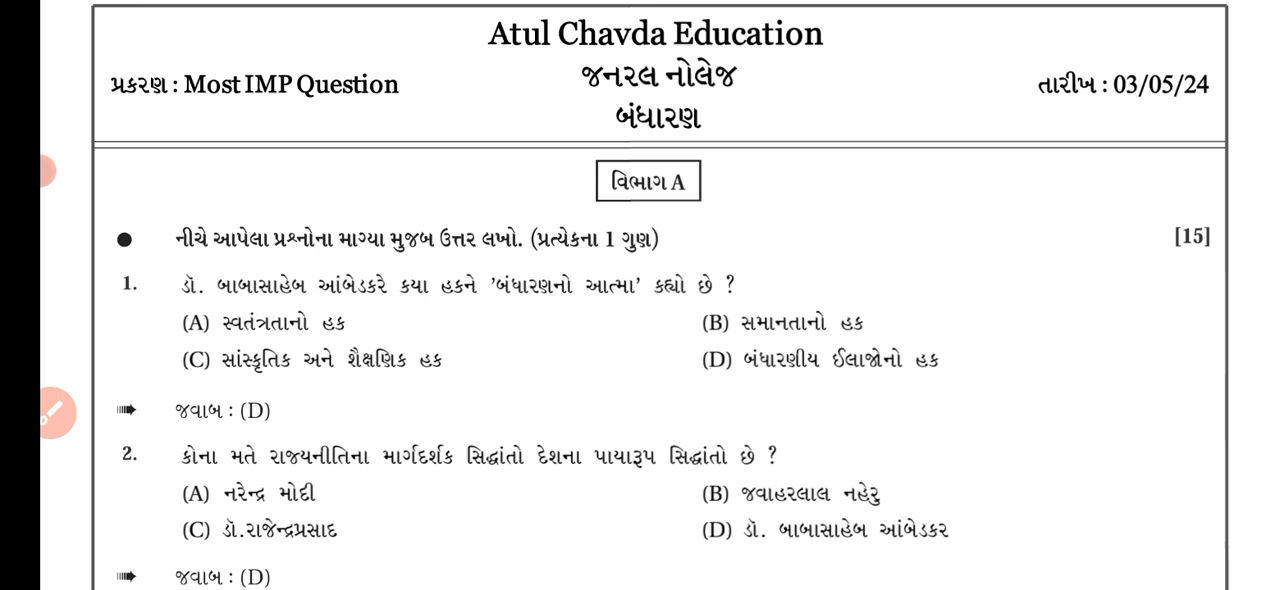 Atul Chavda Education
પ્રકરણ : Most IMP Question
જનરલ નોલેજ
તારીખ : 03/05/24
બંધારણ
વિભાગ A
● નીચે આપેલા પ્રશ્નોના માગ્યા મુજબ ઉત્તર લખો. (પ્રત્યેકના 1 ગુણ) [15]
1. ડૉ. બાબાસાહેબ આંબેડકરે કયા હકને 'બંધારણનો આત્મા' કહ્યો છે ?
(A) સ્વતંત્રતાનો હક (B) સમાનતાનો હક
(C) સાંસ્કૃતિક અને શૈક્ષણિક હક (D) બંધારણીય ઈલાજોનો હક
જવાબ : (D)
2. કોના મતે રાજ્યનીતિના માર્ગદર્શક સિદ્ધાંતો દેશના પાયારૂપ સિદ્ધાંતો છે ?
(A) નરેન્દ્ર મોદી (B) જવાહરલાલ નહેરુ
(C) ડૉ.રાજેન્દ્રપ્રસાદ (D) ડૉ. બાબાસાહેબ આંબેડકર
જવાબ : (D)